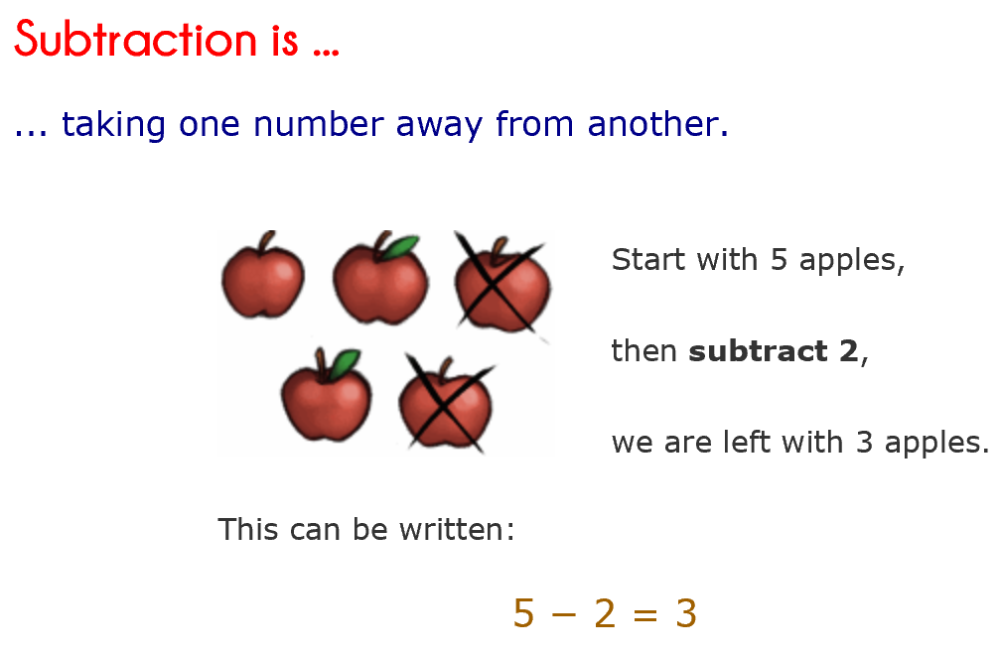 Subtraction is ...
... taking one number away from another.
Start with 5 apples,
then subtract 2,
we are left with 3 apples.
This can be written:
5 − 2 = 3